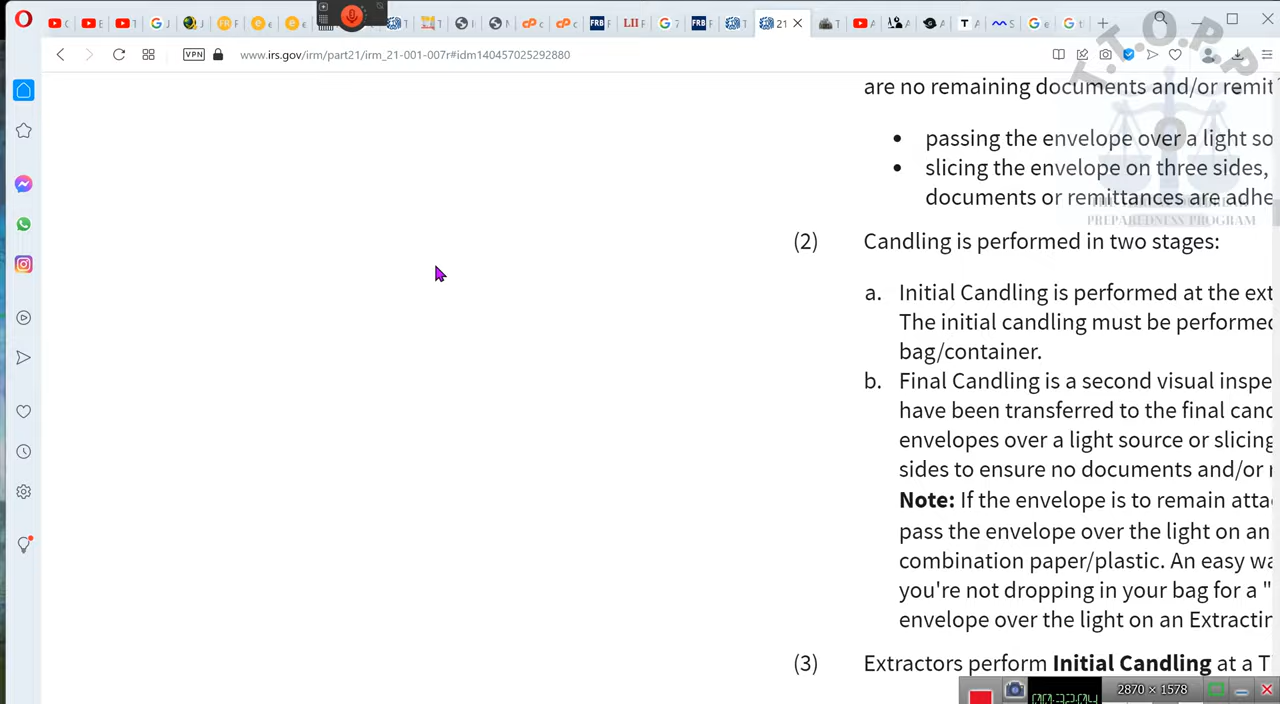 VPN www.irs.gov/irm/part21/irm_21-001-007r#idm140457025292880
T.T.O.P.P
are no remaining documents and/or remit
• passing the envelope over a light so
• slicing the envelope on three sides,
documents or remittances are adhe
PREPAREDNESS PROGRAM
(2) Candling is performed in two stages:
a. Initial Candling is performed at the ext
The initial candling must be performed
bag/container.
b. Final Candling is a second visual inspe
have been transferred to the final cand
envelopes over a light source or slicing
sides to ensure no documents and/or r
Note: If the envelope is to remain atta
pass the envelope over the light on an
combination paper/plastic. An easy wa
you're not dropping in your bag for a "
envelope over the light on an Extractin
(3) Extractors perform Initial Candling at a T
2870 × 1578